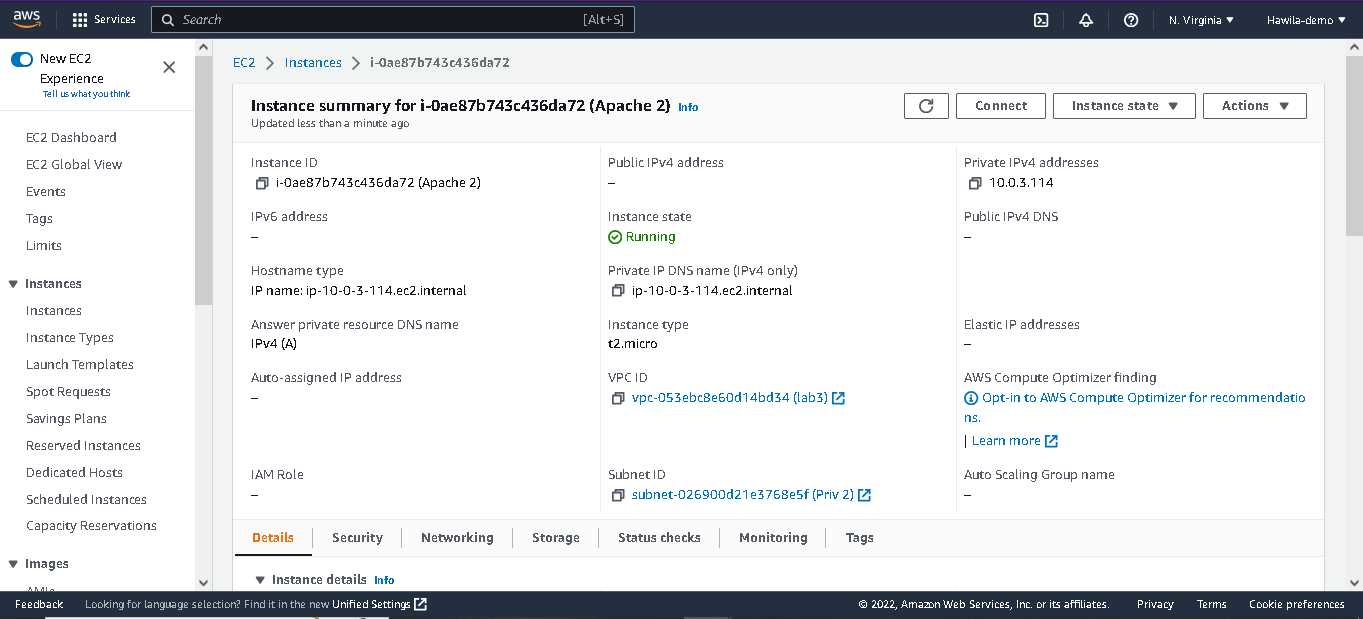 aws
Services
Search
[Alt+S]
N. Virginia
Hawila-demo
New EC2
Experience
Tell us what you think
EC2 Dashboard
EC2 Global View
Events
Tags
Limits
Instances
Instances
Instance Types
Launch Templates
Spot Requests
Savings Plans
Reserved Instances
Dedicated Hosts
Scheduled Instances
Capacity Reservations
Images
AMIs
EC2 > Instances > i-0ae87b743c436da72
Instance summary for i-0ae87b743c436da72 (Apache 2) Info
Updated less than a minute ago
Connect
Instance state
Actions
Instance ID
i-0ae87b743c436da72 (Apache 2)
Public IPv4 address
–
Private IPv4 addresses
10.0.3.114
IPv6 address
–
Instance state
Running
Public IPv4 DNS
–
Hostname type
IP name: ip-10-0-3-114.ec2.internal
Private IP DNS name (IPv4 only)
ip-10-0-3-114.ec2.internal
Answer private resource DNS name
IPv4 (A)
Instance type
t2.micro
Elastic IP addresses
–
Auto-assigned IP address
–
VPC ID
vpc-053ebc8e60d14bd34 (lab3)
AWS Compute Optimizer finding
Opt-in to AWS Compute Optimizer for recommendatio
ns.
| Learn more
IAM Role
–
Subnet ID
subnet-026900d21e3768e5f (Priv 2)
Auto Scaling Group name
–
Details
Security
Networking
Storage
Status checks
Monitoring
Tags
Instance details Info
Feedback
Looking for language selection? Find it in the new Unified Settings
© 2022, Amazon Web Services, Inc. or its affiliates.
Privacy
Terms
Cookie preferences